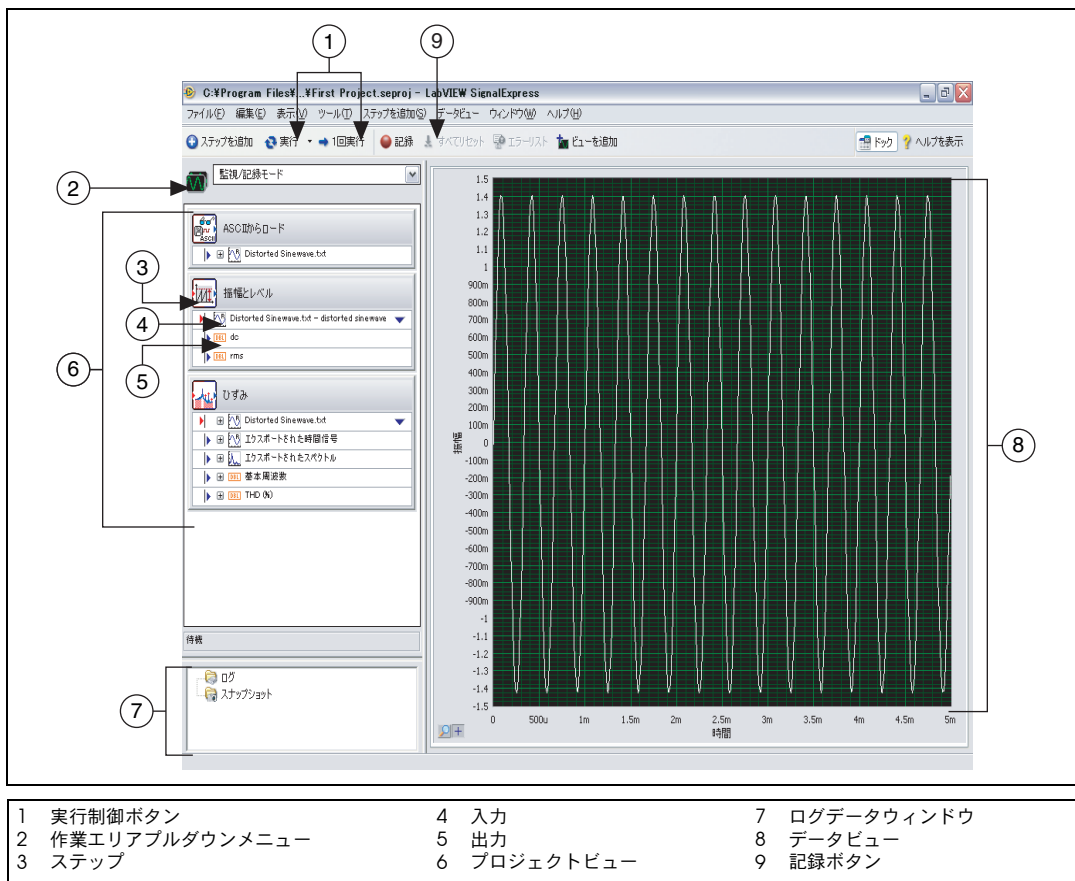 1
9
C:¥Program Files¥...¥First Project.seproj - LabVIEW SignalExpress
ファイル(F) 編集(E) 表示(V) ツール(T) ステップを追加(S) データビュー ウィンドウ(W) ヘルプ(H)
ステップを追加 実行 1回実行 記録 すべてリセット エラーリスト ビューを追加 ドック ヘルプを表示
2
監視/記録モード
6
ASCIIからロード
Distorted Sinewave.txt
3
振幅とレベル
4
Distorted Sinewave.txt - distorted sinewave
5
DBL dc
DBL rms
ひずみ
Distorted Sinewave.txt
エクスポートされた時間信号
エクスポートされたスペクトル
DBL 基本周波数
DBL THD (%)
待機
7
ログ
スナップショット
振幅
1.5
1.4
1.3
1.2
1.1
1
900m
800m
700m
600m
500m
400m
300m
200m
100m
0
-100m
-200m
-300m
-400m
-500m
-600m
-700m
-800m
-900m
-1
-1.1
-1.2
-1.3
-1.4
-1.5
0 500u 1m 1.5m 2m 2.5m 3m 3.5m 4m 4.5m 5m
時間
8
1 実行制御ボタン
2 作業エリアプルダウンメニュー
3 ステップ
4 入力
5 出力
6 プロジェクトビュー
7 ログデータウィンドウ
8 データビュー
9 記録ボタン